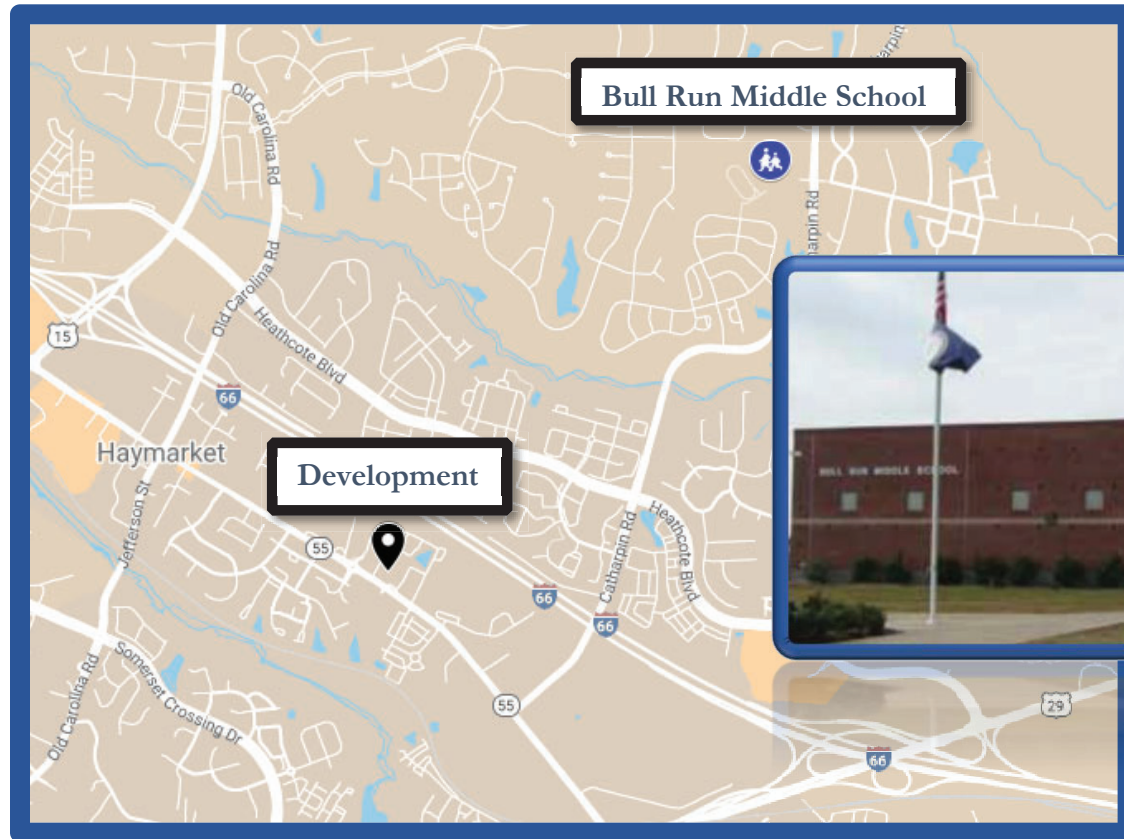 Bull Run Middle School
Old Carolina Rd
arpin
arpin Rd
Old Carolina Rd
15
Heathcote Blvd
66
Haymarket
Development
BULL RUN MIDDLE SCHOOL
Jefferson St
55
Heathcote Blvd
Catharpin Rd
66
66
Somerset Crossing Dr
Old Carolina Rd
55
29
66